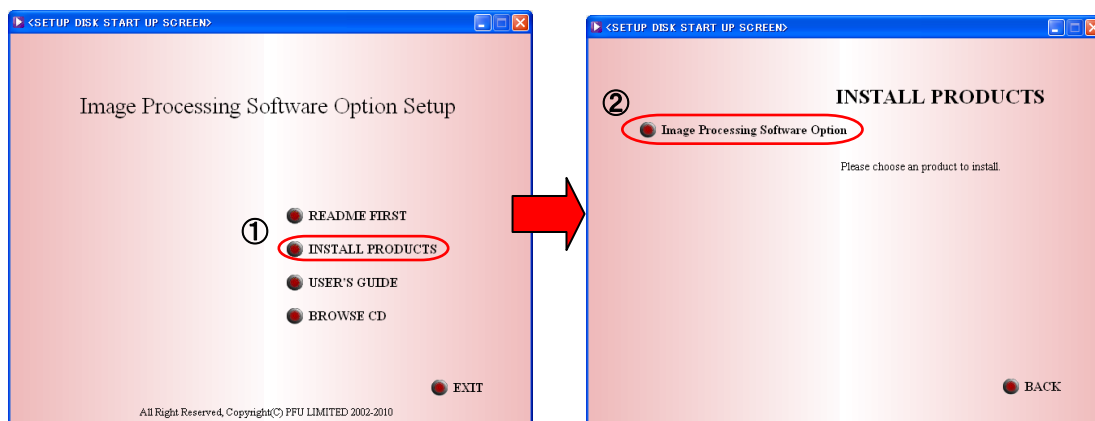 <SETUP DISK START UP SCREEN>
Image Processing Software Option Setup
①
README FIRST
INSTALL PRODUCTS
USER'S GUIDE
BROWSE CD
EXIT
All Right Reserved, Copyright(C) PFU LIMITED 2002-2010
<SETUP DISK START UP SCREEN>
INSTALL PRODUCTS
②
Image Processing Software Option
Please choose an product to install.
BACK